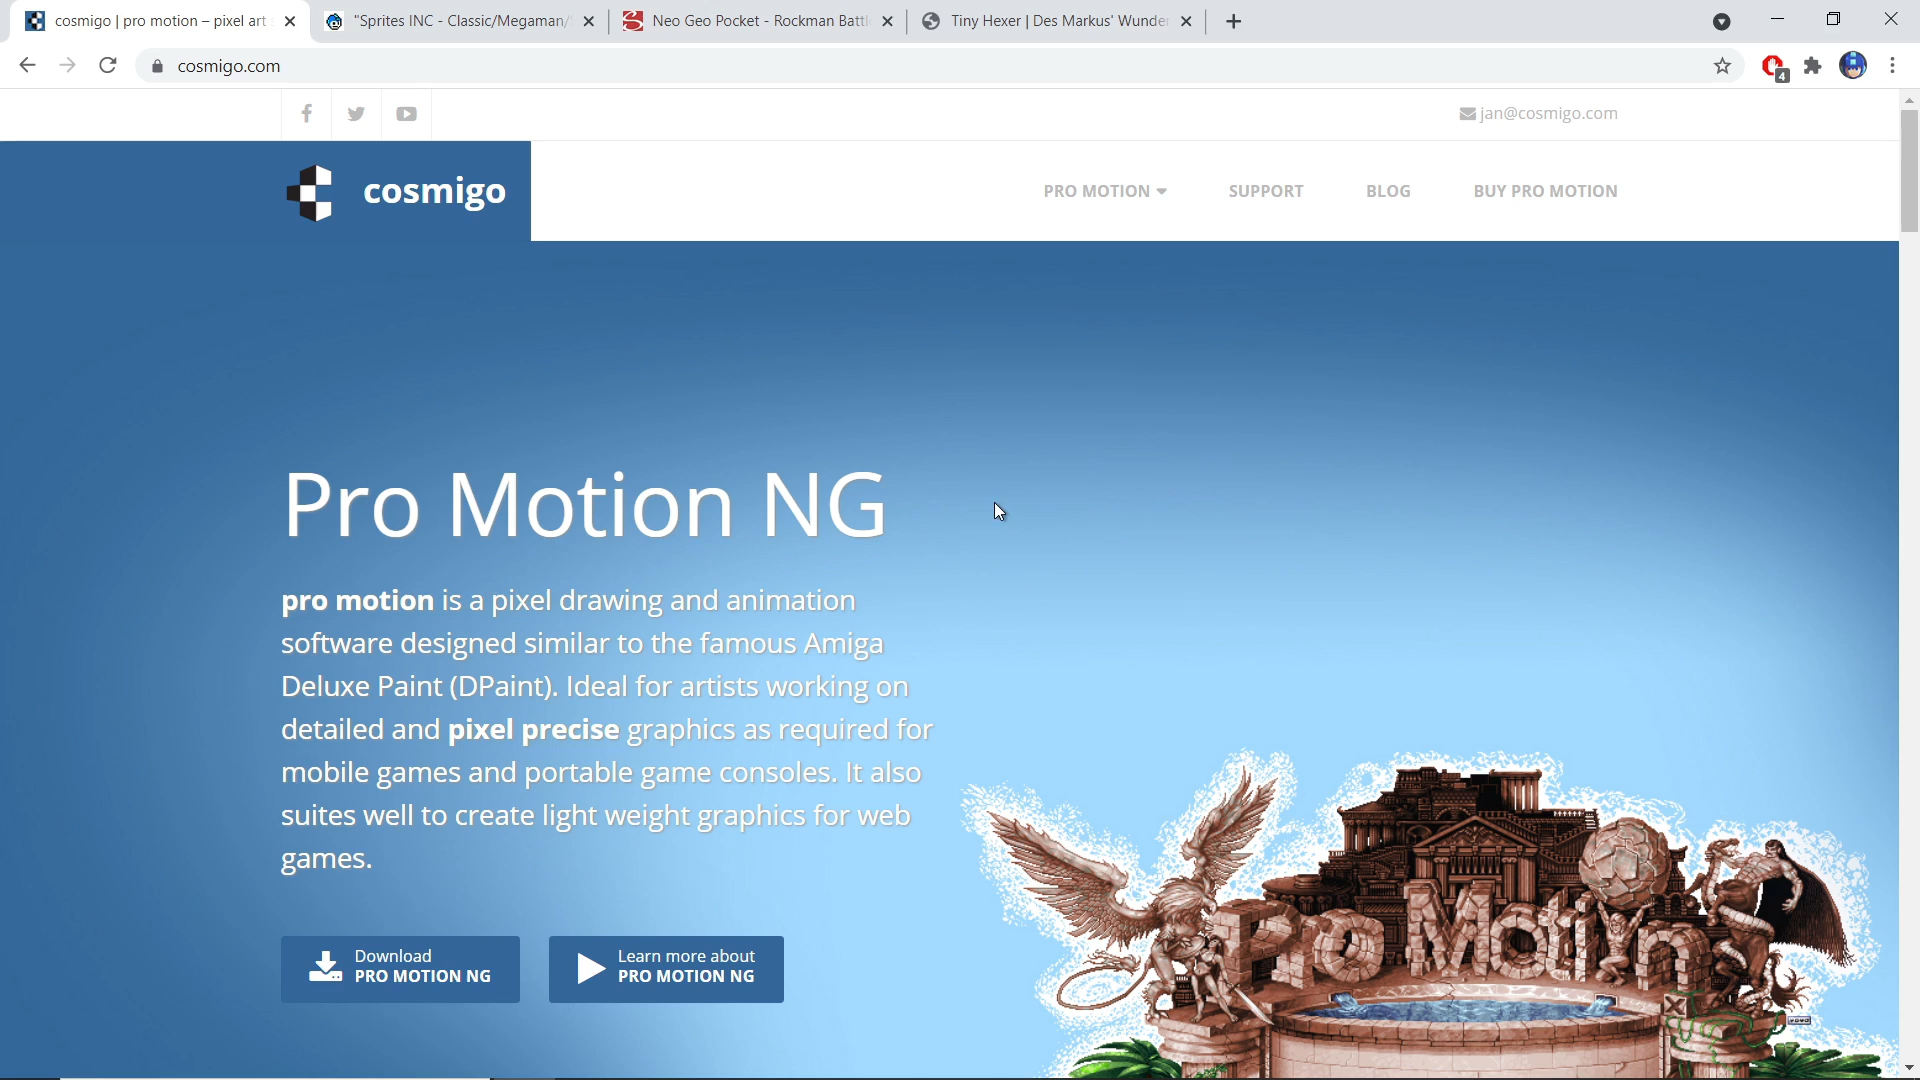 cosmigo | pro motion – pixel art
"Sprites INC - Classic/Megaman/
Neo Geo Pocket - Rockman Battl
Tiny Hexer | Des Markus' Wunder
cosmigo.com
4
jan@cosmigo.com
cosmigo
PRO MOTION
SUPPORT
BLOG
BUY PRO MOTION
Pro Motion NG
pro motion is a pixel drawing and animation
software designed similar to the famous Amiga
Deluxe Paint (DPaint). Ideal for artists working on
detailed and pixel precise graphics as required for
mobile games and portable game consoles. It also
suites well to create light weight graphics for web
games.
Download
PRO MOTION NG
Learn more about
PRO MOTION NG
Pro Motion